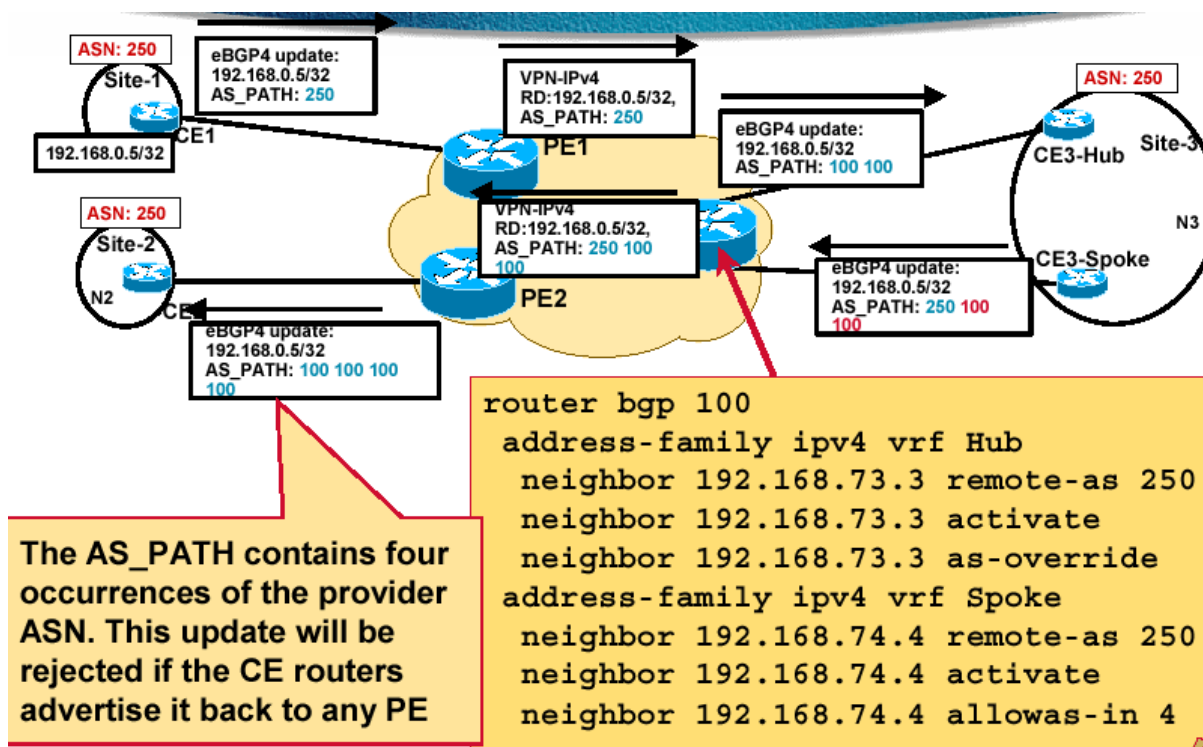 ASN: 250
Site-1
CE1
192.168.0.5/32
eBGP4 update:
192.168.0.5/32
AS_PATH: 250
VPN-IPv4
RD:192.168.0.5/32,
AS_PATH: 250
PE1
eBGP4 update:
192.168.0.5/32
AS_PATH: 100 100
ASN: 250
CE3-Hub
Site-3
N3
CE3-Spoke
ASN: 250
Site-2
N2
CE
PE2
VPN-IPv4
RD:192.168.0.5/32,
AS_PATH: 250 100
100
eBGP4 update:
192.168.0.5/32
AS_PATH: 250 100
100
eBGP4 update:
192.168.0.5/32
AS_PATH: 100 100 100
100
The AS_PATH contains four
occurrences of the provider
ASN. This update will be
rejected if the CE routers
advertise it back to any PE
router bgp 100
address-family ipv4 vrf Hub
neighbor 192.168.73.3 remote-as 250
neighbor 192.168.73.3 activate
neighbor 192.168.73.3 as-override
address-family ipv4 vrf Spoke
neighbor 192.168.74.4 remote-as 250
neighbor 192.168.74.4 activate
neighbor 192.168.74.4 allowas-in 4